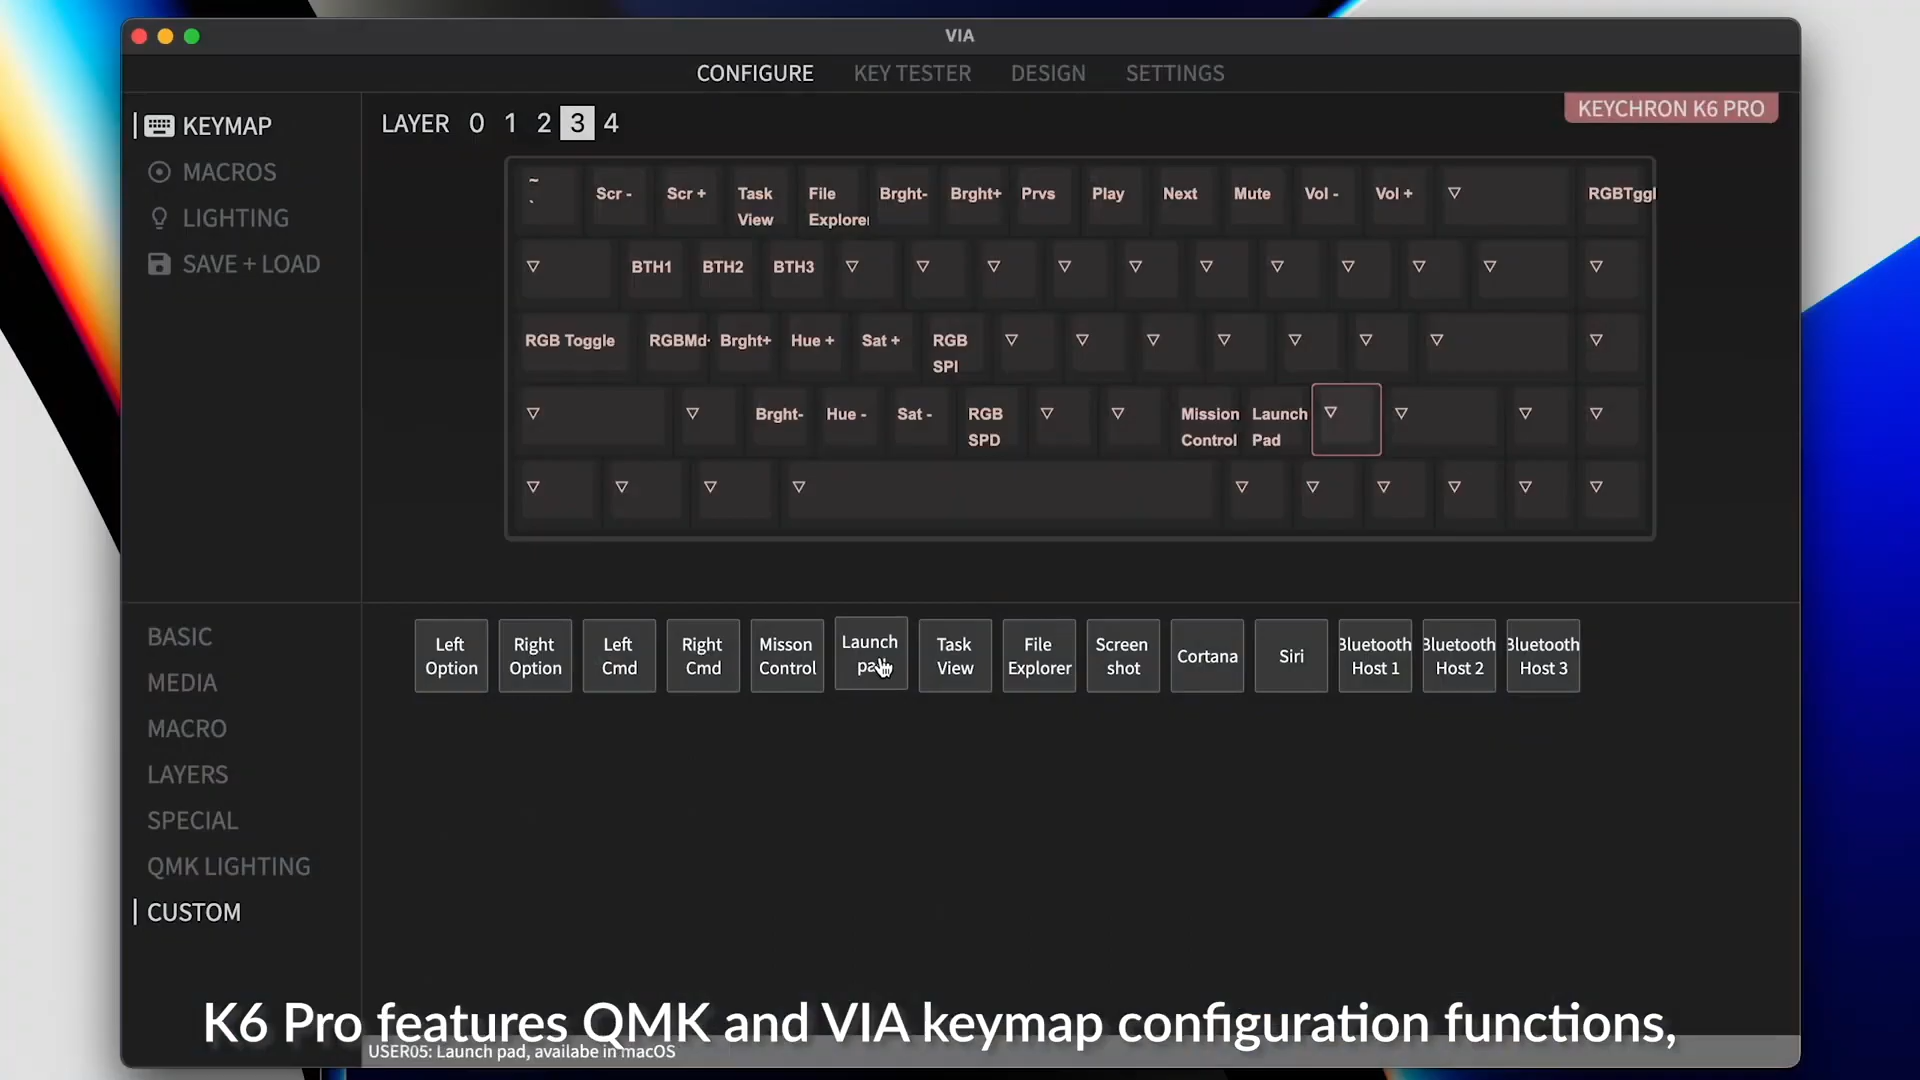 VIA
CONFIGURE KEY TESTER DESIGN SETTINGS
KEYCHRON K6 PRO
KEYMAP
MACROS
LIGHTING
SAVE + LOAD
LAYER 0 1 2 3 4
~ Scr - Scr + Task File Brght- Brght+ Prvs Play Next Mute Vol - Vol + ▽ RGBTggl
` View Explorer
▽ BTH1 BTH2 BTH3 ▽ ▽ ▽ ▽ ▽ ▽ ▽ ▽ ▽ ▽ ▽
RGB Toggle RGBMd- Brght+ Hue + Sat + RGB ▽ ▽ ▽ ▽ ▽ ▽ ▽ ▽
SPI
▽ ▽ Brght- Hue - Sat - RGB ▽ ▽ Mission Launch ▽ ▽ ▽ ▽
SPD Control Pad
▽ ▽ ▽ ▽ ▽ ▽ ▽ ▽ ▽ ▽
BASIC
MEDIA
MACRO
LAYERS
SPECIAL
QMK LIGHTING
CUSTOM
Left Right Left Right Misson Launch Task File Screen Cortana Siri Bluetooth Bluetooth Bluetooth
Option Option Cmd Cmd Control pad View Explorer shot Host 1 Host 2 Host 3
K6 Pro features QMK and VIA keymap configuration functions,
USER05: Launch pad, availabe in macOS